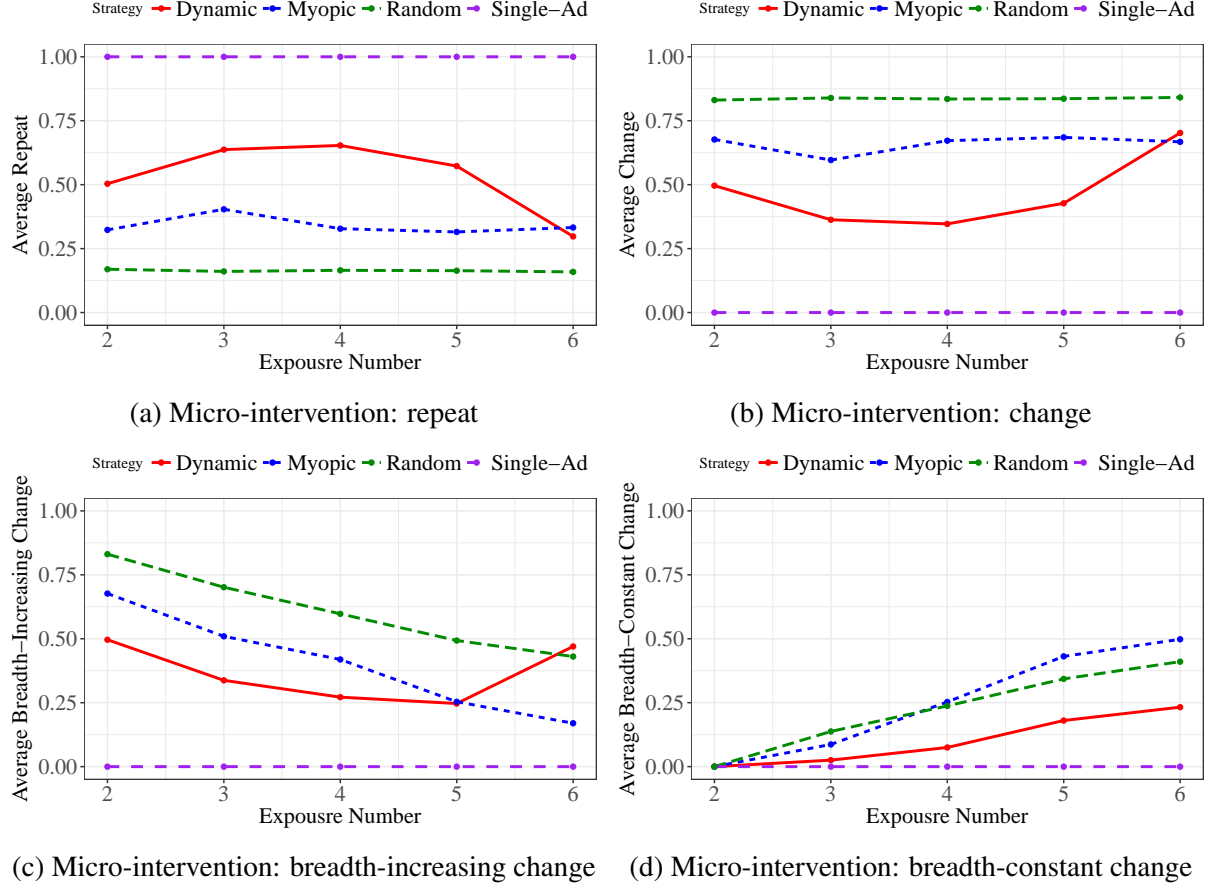 Strategy Dynamic Myopic Random Single−Ad
1.00
0.75
0.50
0.25
0.00
Average Repeat
2 3 4 5 6
Expousre Number
(a) Micro-intervention: repeat
Strategy Dynamic Myopic Random Single−Ad
1.00
0.75
0.50
0.25
0.00
Average Change
2 3 4 5 6
Expousre Number
(b) Micro-intervention: change
Strategy Dynamic Myopic Random Single−Ad
1.00
0.75
0.50
0.25
0.00
Average Breadth−Increasing Change
2 3 4 5 6
Expousre Number
(c) Micro-intervention: breadth-increasing change
Strategy Dynamic Myopic Random Single−Ad
1.00
0.75
0.50
0.25
0.00
Average Breadth−Constant Change
2 3 4 5 6
Expousre Number
(d) Micro-intervention: breadth-constant change